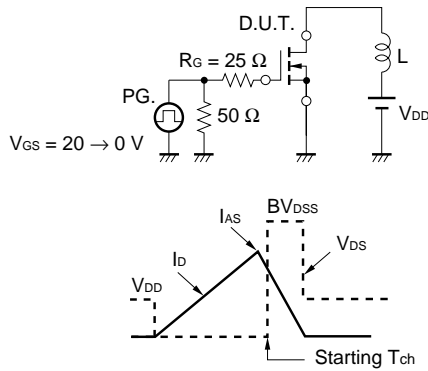 D.U.T.
RG = 25 Ω
L
PG.
50 Ω
VDD
VGS = 20 → 0 V
BVDSS
IAS
ID
VDS
VDD
Starting Tch